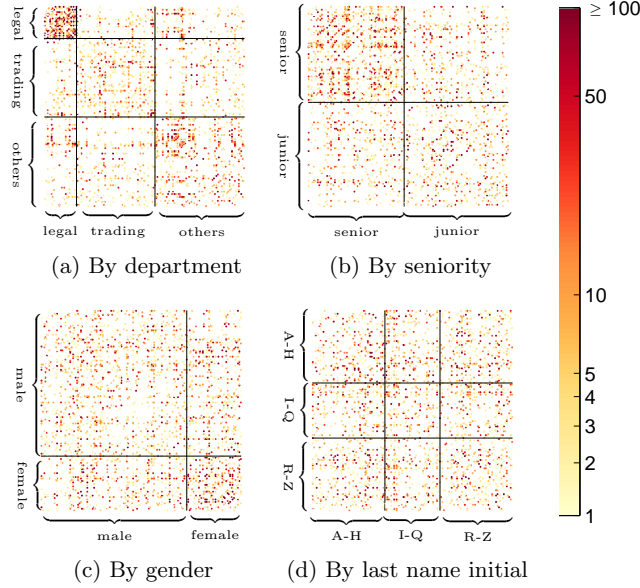 legal
trading
others
legal trading others
(a) By department
senior
junior
senior junior
(b) By seniority
male
female
male female
(c) By gender
A-H
I-Q
R-Z
A-H I-Q R-Z
(d) By last name initial
≥ 100
50
10
5
4
3
2
1